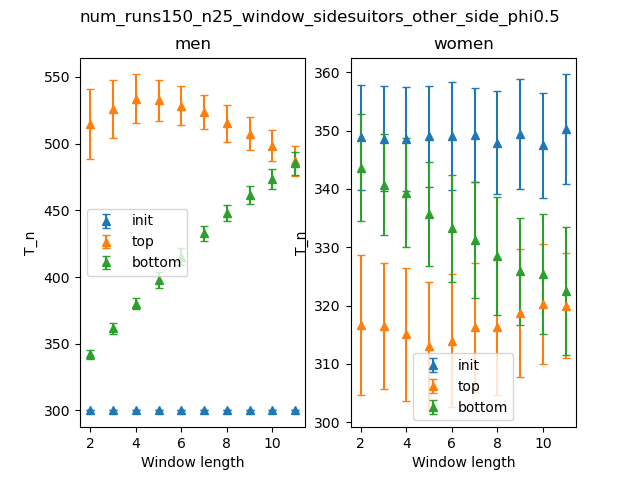 num_runs150_n25_window_sidesuitors_other_side_phi0.5
men
women
T_n
550
500
450
400
350
300
init
top
bottom
2
4
6
8
10
Window length
T_n
360
350
340
330
320
310
300
init
top
bottom
2
4
6
8
10
Window length